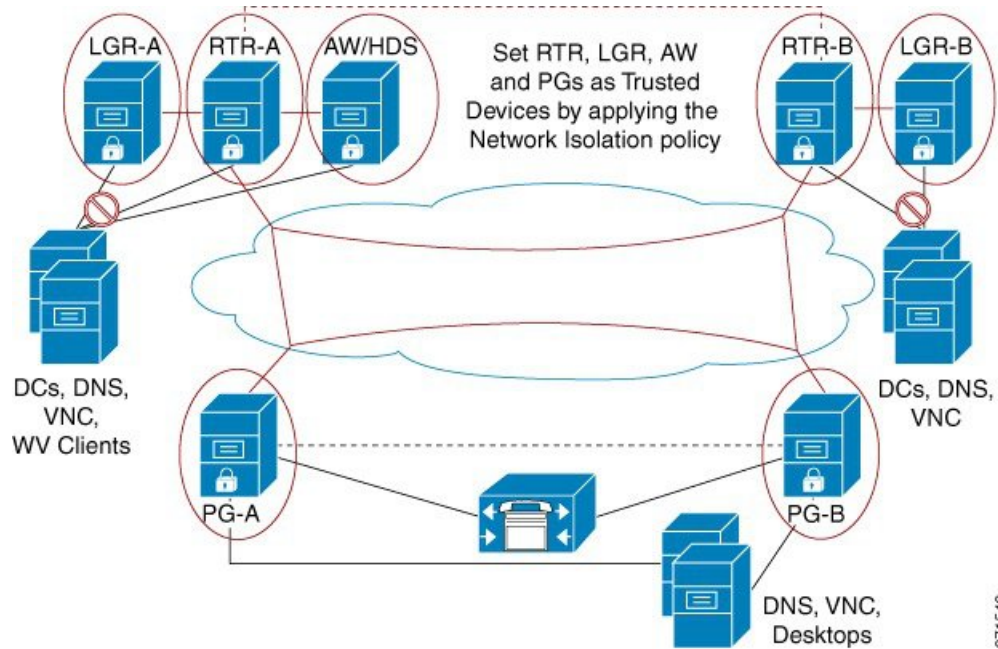 LGR-A
RTR-A
AW/HDS
Set RTR, LGR, AW
and PGs as Trusted
Devices by applying the
Network Isolation policy
RTR-B
LGR-B
DCs, DNS,
VNC,
WV Clients
DCs, DNS,
VNC
PG-A
PG-B
DNS, VNC,
Desktops